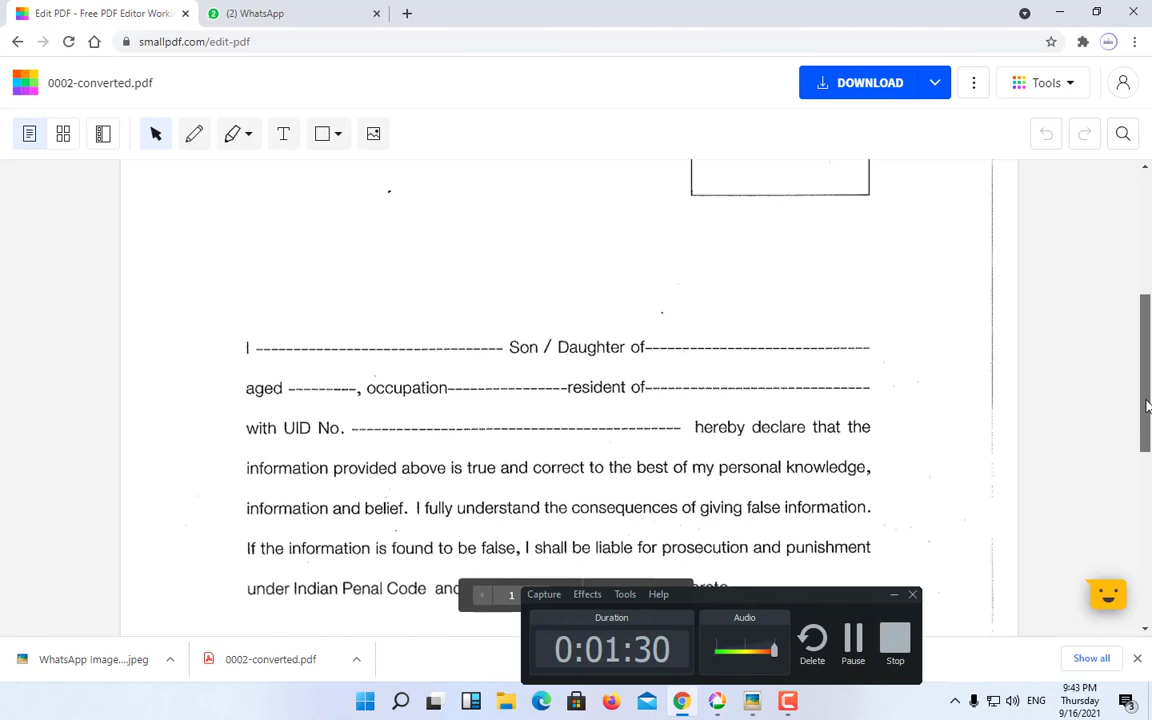 Edit PDF - Free PDF Editor Worki
(2) WhatsApp
smallpdf.com/edit-pdf
0002-converted.pdf
DOWNLOAD
Tools
I -------------------------------- Son / Daughter of-----------------------------
aged ---------, occupation----------------resident of-----------------------------
with UID No. ------------------------------------------- hereby declare that the
information provided above is true and correct to the best of my personal knowledge,
information and belief. I fully understand the consequences of giving false information.
If the information is found to be false, I shall be liable for prosecution and punishment
under Indian Penal Code and
1
Capture Effects Tools Help
Duration
Audio
0:01:30
Delete
Pause
Stop
WhatsApp Image....jpeg
0002-converted.pdf
Show all
ENG
9:43 PM
Thursday
9/16/2021
3